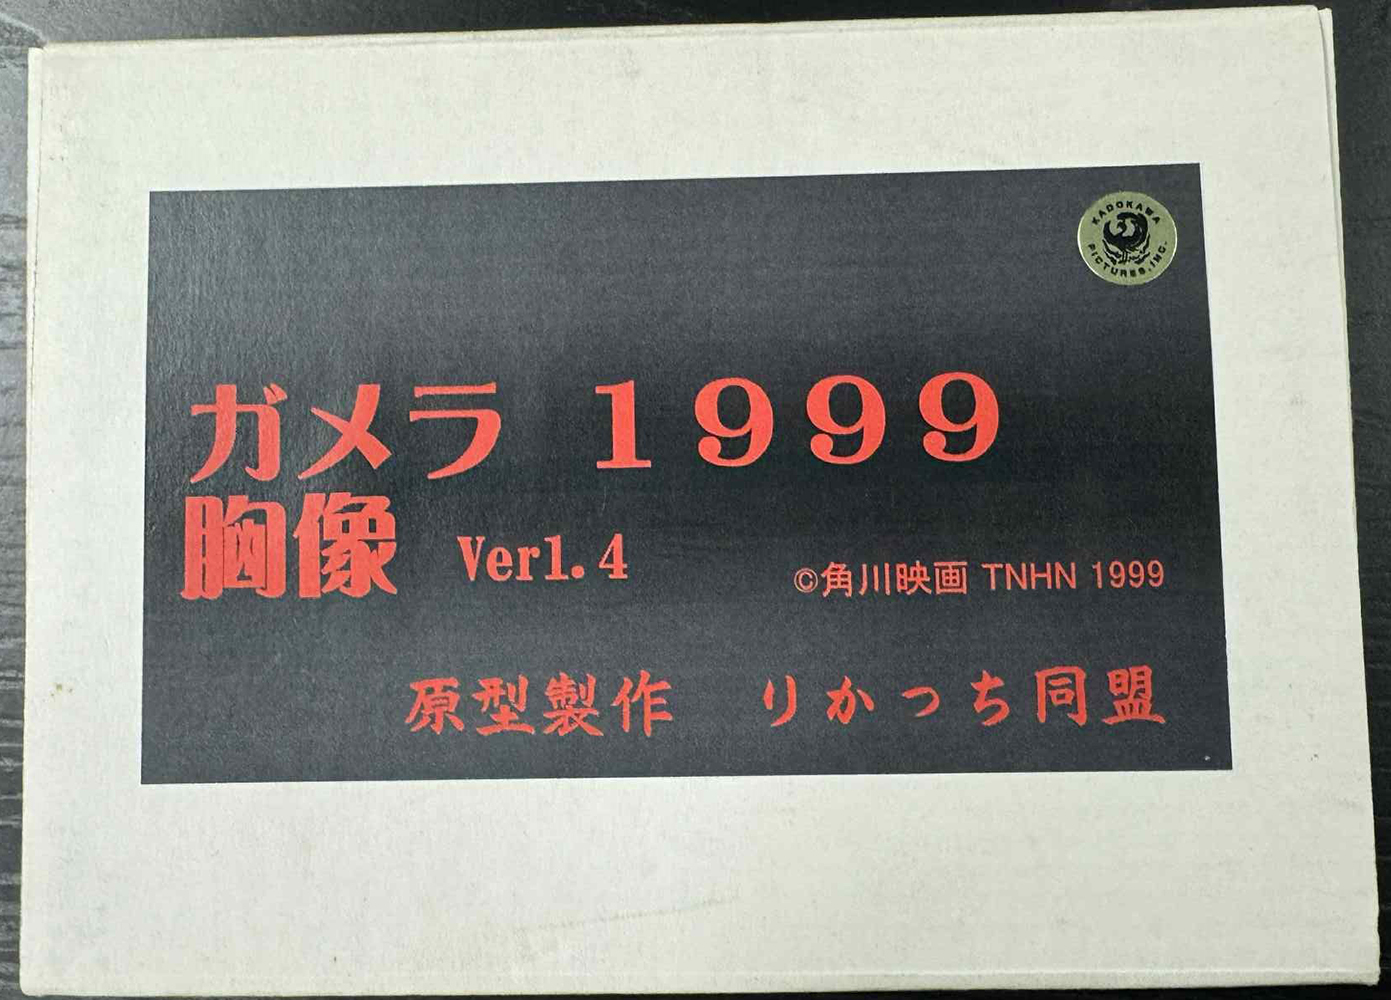 KADOKAWA PICTURES, INC.
ガメラ 1999
胸像 Ver1.4
©角川映画 TNHN 1999
原型製作 りかっち同盟